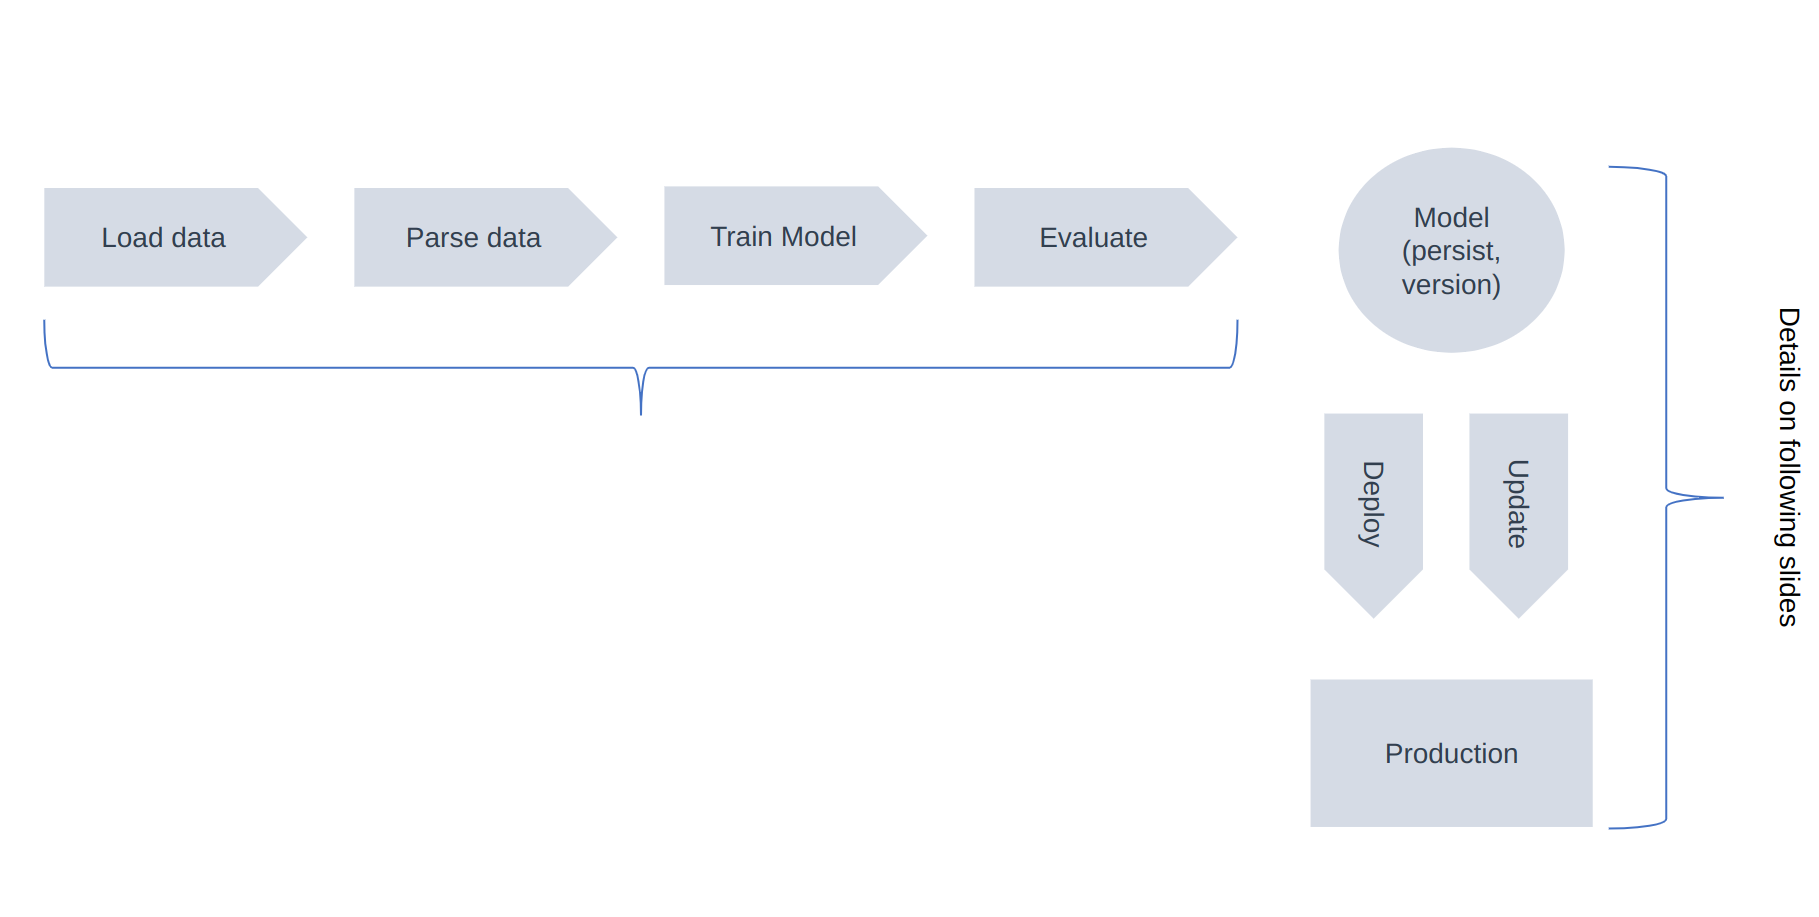 Load data
Parse data
Train Model
Evaluate
Model
(persist,
version)
Deploy
Update
Production
Details on following slides